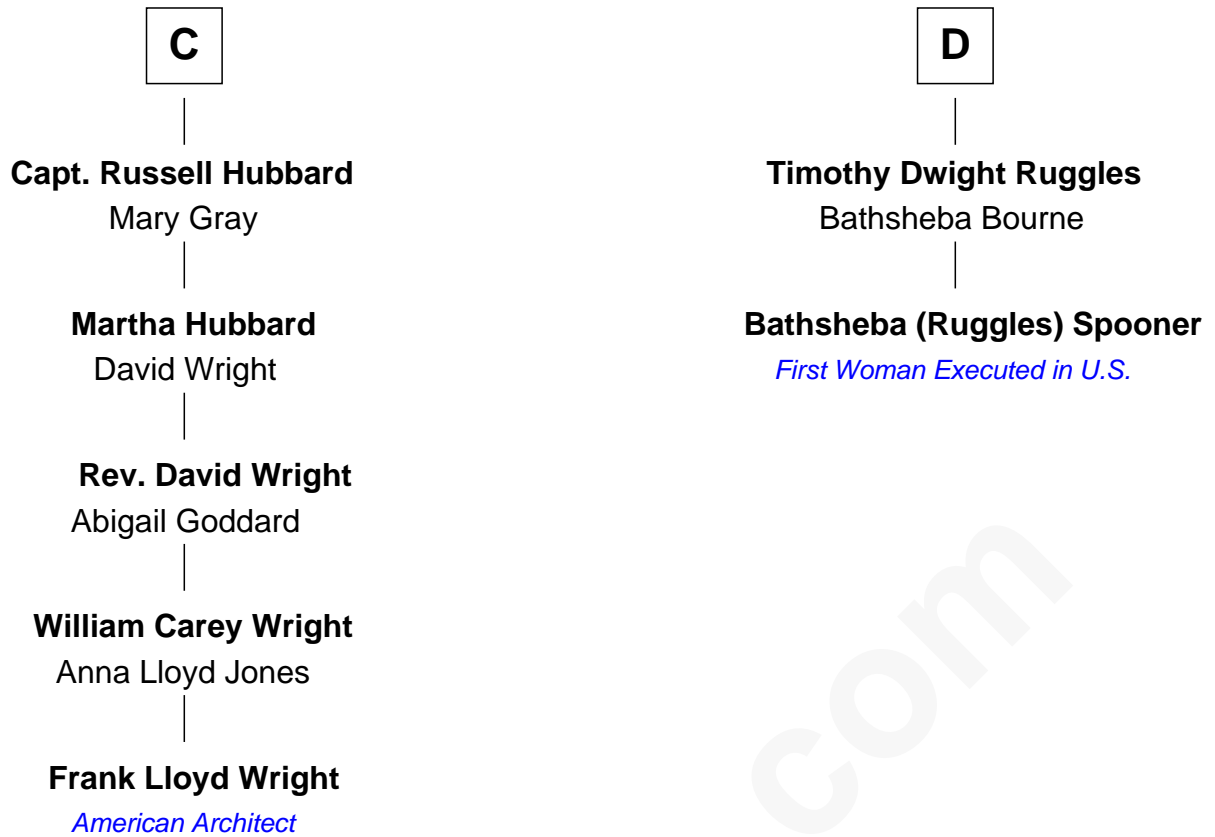 C
Capt. Russell Hubbard
Mary Gray
Martha Hubbard
David Wright
Rev. David Wright
Abigail Goddard
William Carey Wright
Anna Lloyd Jones
Frank Lloyd Wright
American Architect
D
Timothy Dwight Ruggles
Bathsheba Bourne
Bathsheba (Ruggles) Spooner
First Woman Executed in U.S.
com